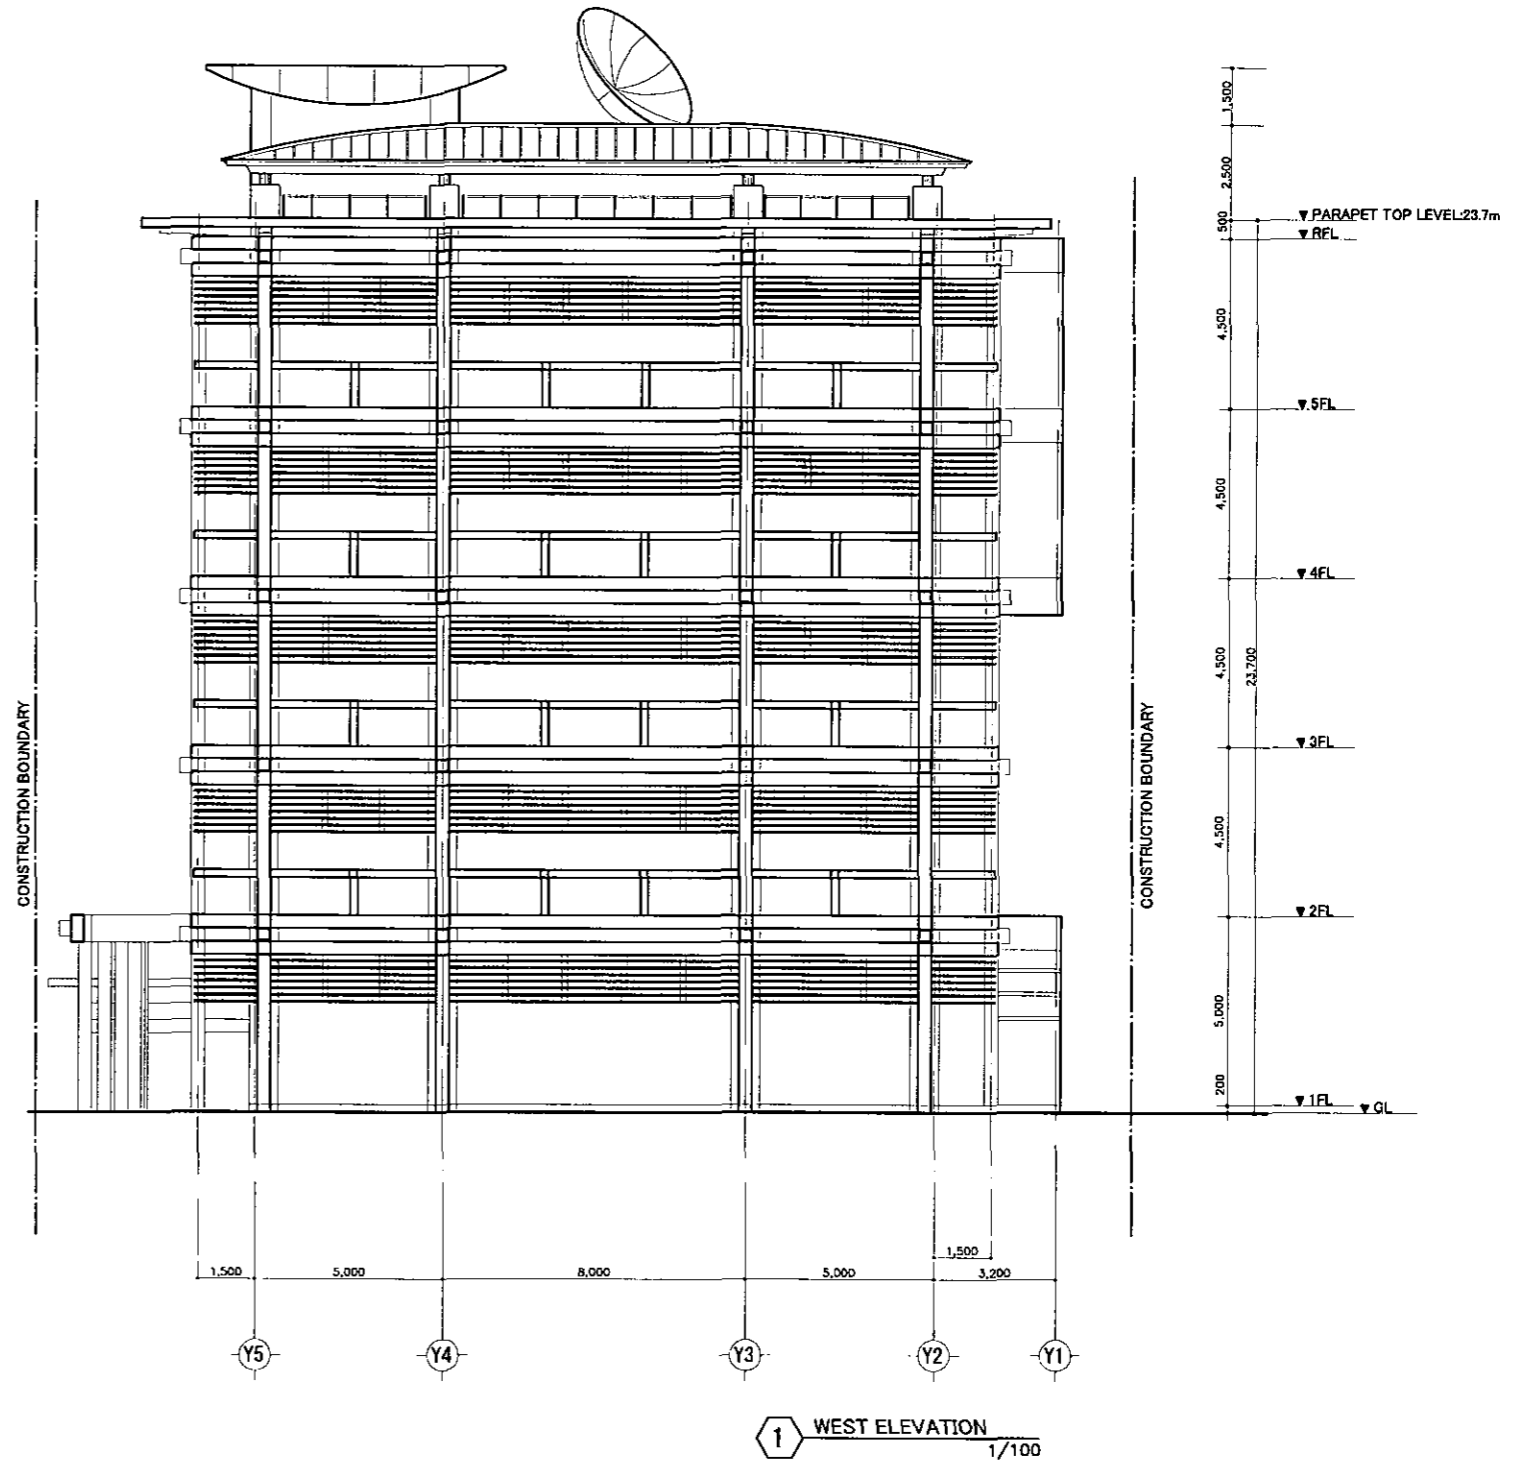 1,500
2,500
500
▼ PARAPET TOP LEVEL:23.7m
▼ RFL
4,500
▼ 5FL
4,500
▼ 4FL
4,500
23,700
▼ 3FL
4,500
▼ 2FL
5,000
200
▼ 1FL
▼ GL
CONSTRUCTION BOUNDARY
CONSTRUCTION BOUNDARY
1,500
1,500
5,000
8,000
5,000
3,200
Y5
Y4
Y3
Y2
Y1
1
WEST ELEVATION
1/100